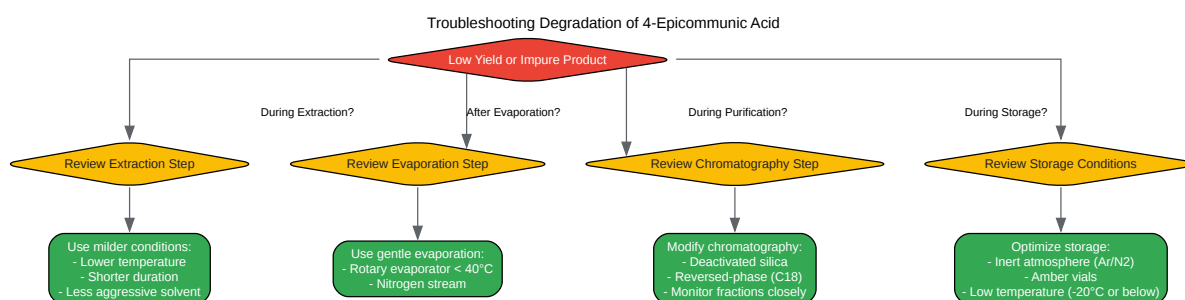 Troubleshooting Degradation of 4-Epicommunic Acid
Low Yield or Impure Product
During Extraction?
After Evaporation?
During Purification?
During Storage?
Review Extraction Step
Review Evaporation Step
Review Chromatography Step
Review Storage Conditions
Use milder conditions:
- Lower temperature
- Shorter duration
- Less aggressive solvent
Use gentle evaporation:
- Rotary evaporator < 40°C
- Nitrogen stream
Modify chromatography:
- Deactivated silica
- Reversed-phase (C18)
- Monitor fractions closely
Optimize storage:
- Inert atmosphere (Ar/N2)
- Amber vials
- Low temperature (-20°C or below)